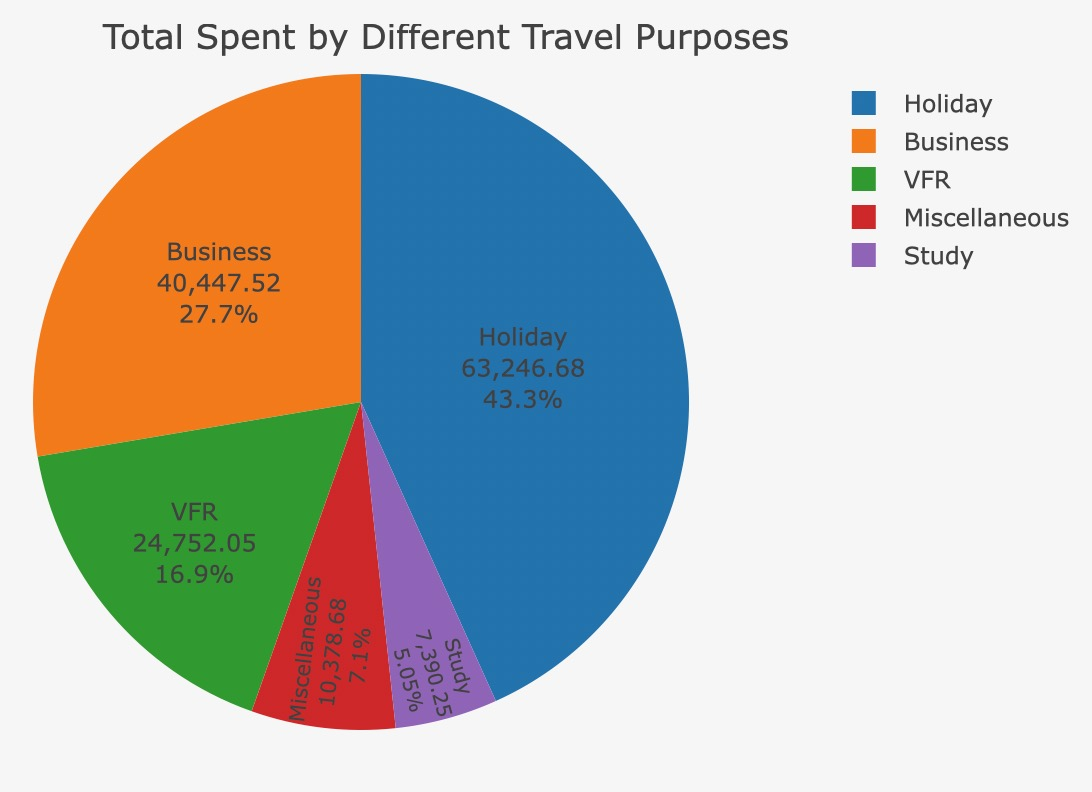 Total Spent by Different Travel Purposes
Holiday
Business
VFR
Miscellaneous
Study
Business
40,447.52
27.7%
Holiday
63,246.68
43.3%
VFR
24,752.05
16.9%
Miscellaneous
10,378.68
7.1%
Study
7,390.25
5.05%